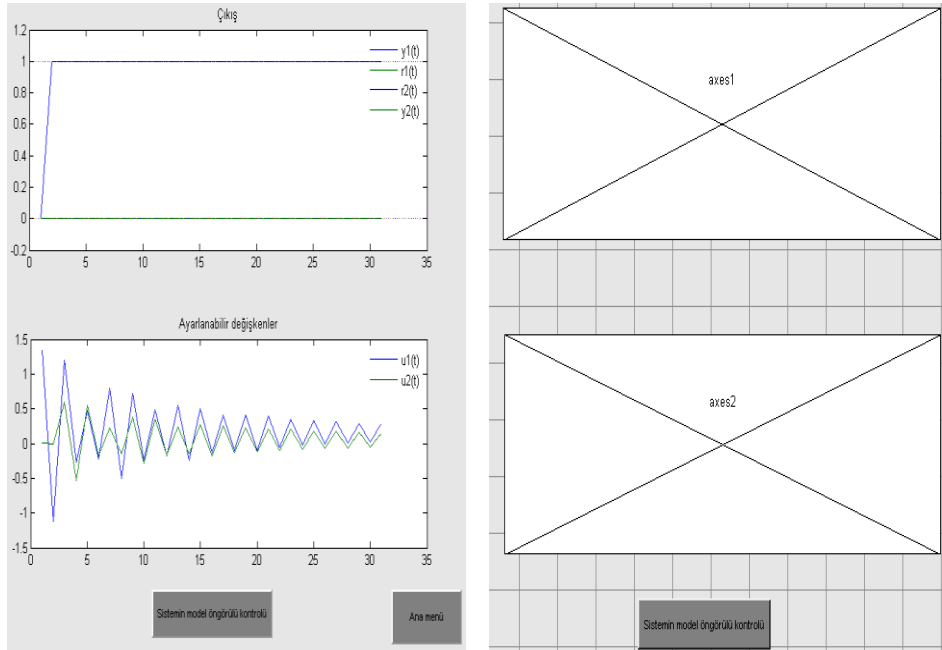 Çıkış
1.2
1
0.8
0.6
0.4
0.2
0
-0.2
0 5 10 15 20 25 30 35
y1(t)
r1(t)
r2(t)
y2(t)
Ayarlanabilir değişkenler
1.5
1
0.5
0
-0.5
-1
-1.5
0 5 10 15 20 25 30 35
u1(t)
u2(t)
Sistemin model öngörülü kontrolü
Ana menü
axes1
axes2
Sistemin model öngörülü kontrolü